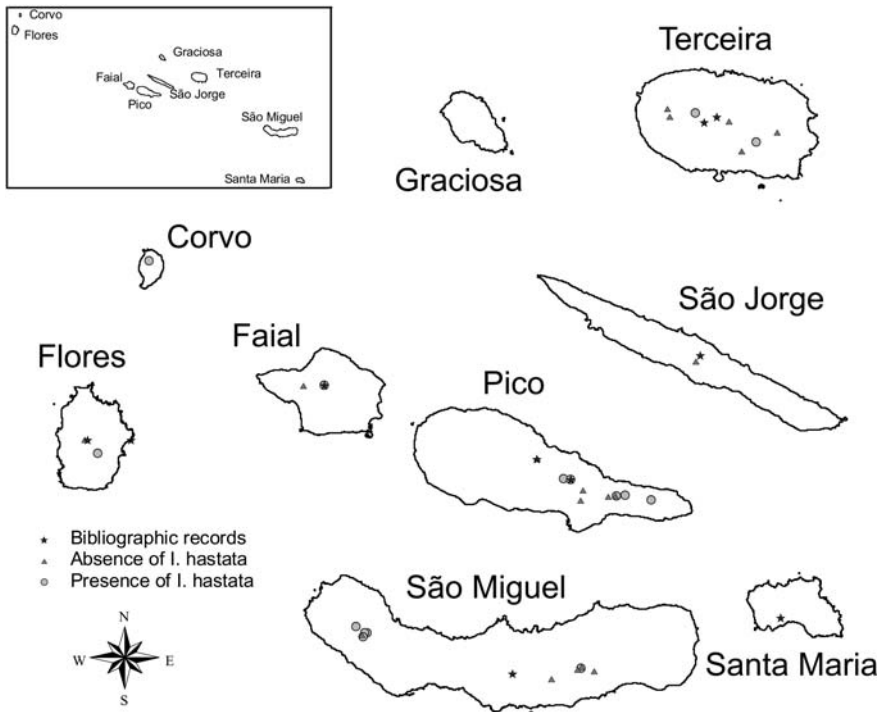 Corvo
Flores
Graciosa
Faial
Terceira
Pico
São Jorge
São Miguel
Santa Maria
Terceira
Graciosa
Corvo
São Jorge
Faial
Flores
Pico
Bibliographic records
Absence of I. hastata
Presence of I. hastata
São Miguel
Santa Maria
N
W E
S